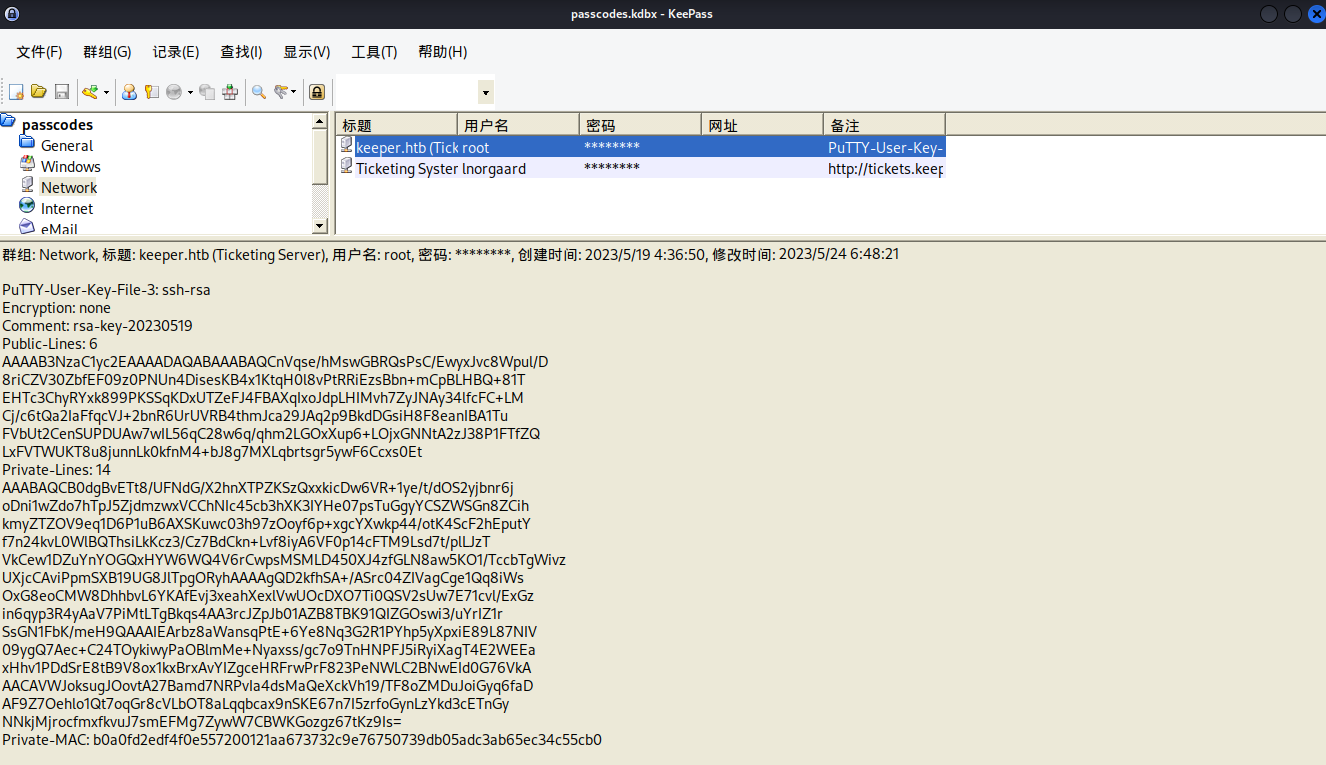 passcodes.kdbx - KeePass
文件(F) 群组(G) 记录(E) 查找(I) 显示(V) 工具(T) 帮助(H)
passcodes
General
Windows
Network
Internet
eMail
标题 用户名 密码 网址 备注
keeper.htb (Tick root ******** PuTTY-User-Key-
Ticketing Syster lnorgaard ******** http://tickets.keep
群组: Network, 标题: keeper.htb (Ticketing Server), 用户名: root, 密码: ********, 创建时间: 2023/5/19 4:36:50, 修改时间: 2023/5/24 6:48:21
PuTTY-User-Key-File-3: ssh-rsa
Encryption: none
Comment: rsa-key-20230519
Public-Lines: 6
AAAAB3NzaC1yc2EAAAADAQABAAABAQCnVqse/hMswGBRQsPsC/EwyxJvc8Wpul/D
8riCZV30ZbfEF09z0PNUn4DisesKB4x1KtqH0l8vPtRRiEzsBbn+mCpBLHBQ+81T
EHTc3ChyRYxk899PKSSqKDxUTZeFJ4FBAXqIxoJdpLHIMvh7ZyJNAy34lfcFC+LM
Cj/c6tQa2IaFfqcVJ+2bnR6UrUVRB4thmJca29JAq2p9BkdDGsiH8F8eanIBA1Tu
FVbUt2CenSUPDUAw7wIL56qC28w6q/qhm2LGOxXup6+LOjxGNNtA2zJ38P1FTfZQ
LxFVTWUKT8u8junnLk0kfnM4+bJ8g7MXLqbrtsgr5ywF6Ccxs0Et
Private-Lines: 14
AAABAQCB0dgBvETt8/UFNdG/X2hnXTPZKSzQxxkicDw6VR+1ye/t/dOS2yjbnr6j
oDni1wZdo7hTpJ5ZjdmzwxVCChNIc45cb3hXK3IYHe07psTuGgyYCSZWSGn8ZCih
kmyZTZOV9eq1D6P1uB6AXSKuwc03h97zOoyf6p+xgcYXwkp44/otK4ScF2hEputY
f7n24kvL0WlBQThsiLkKcz3/Cz7BdCkn+Lvf8iyA6VF0p14cFTM9Lsd7t/plLJzT
VkCew1DZuYnYOGQxHYW6WQ4V6rCwpsMSMLD450XJ4zfGLN8aw5KO1/TccbTgWivz
UXjcCAviPpmSXB19UG8JlTpgORyhAAAAgQD2kfhSA+/ASrc04ZIVagCge1Qq8iWs
OxG8eoCMW8DhhbvL6YKAfEvj3xeahXexlVwUOcDXO7Ti0QSV2sUw7E71cvl/ExGz
in6qyp3R4yAaV7PiMtLTgBkqs4AA3rcJZpJb01AZB8TBK91QIZGOswi3/uYrIZ1r
SsGN1FbK/meH9QAAAIEArbz8aWansqPtE+6Ye8Nq3G2R1PYhp5yXpxiE89L87NIV
09ygQ7Aec+C24TOykiwyPaOBlmMe+Nyaxss/gc7o9TnHNPFJ5iRyiXagT4E2WEEa
xHhv1PDdSrE8tB9V8ox1kxBrxAvYIZgceHRFrwPrF823PeNWLC2BNwEId0G76VkA
AACAVWJoksugJOovtA27Bamd7NRPvIa4dsMaQeXckVh19/TF8oZMDuJoiGyq6faD
AF9Z7Oehlo1Qt7oqGr8cVLbOT8aLqqbcax9nSKE67n7I5zrfoGynLzYkd3cETnGy
NNkjMjrocfmxfkvuJ7smEFMg7ZywW7CBWKGozgz67tKz9Is=
Private-MAC: b0a0fd2edf4f0e557200121aa673732c9e76750739db05adc3ab65ec34c55cb0